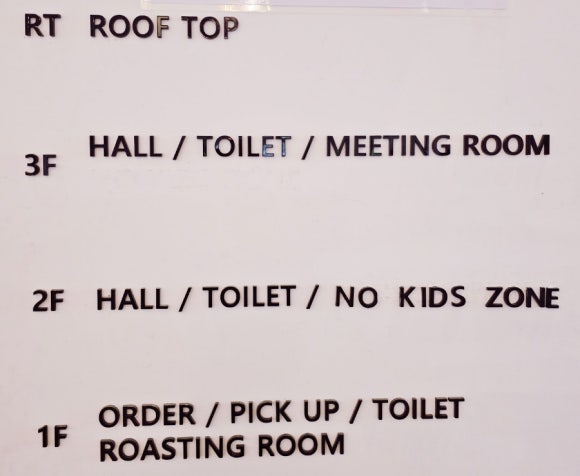 RT ROOF TOP
3F HALL / TOILET / MEETING ROOM
2F HALL / TOILET / NO KIDS ZONE
1F ORDER / PICK UP / TOILET
ROASTING ROOM